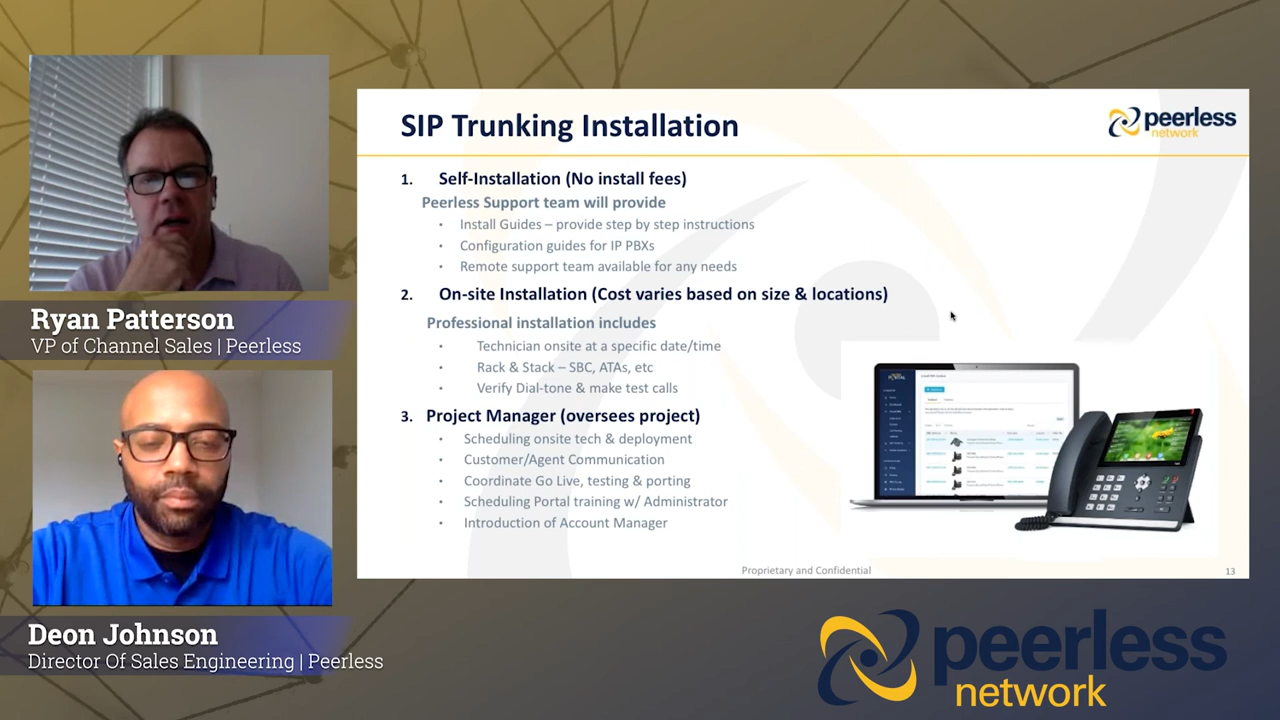 Ryan Patterson
VP of Channel Sales | Peerless
Deon Johnson
Director Of Sales Engineering | Peerless
SIP Trunking Installation
peerless
network
1. Self-Installation (No install fees)
Peerless Support team will provide
• Install Guides – provide step by step instructions
• Configuration guides for IP PBXs
• Remote support team available for any needs
2. On-site Installation (Cost varies based on size & locations)
Professional installation includes
• Technician onsite at a specific date/time
• Rack & Stack – SBC, ATAs, etc
• Verify Dial-tone & make test calls
3. Project Manager (oversees project)
• Scheduling onsite tech & deployment
• Customer/Agent Communication
• Coordinate Go Live, testing & porting
• Scheduling Portal training w/ Administrator
• Introduction of Account Manager
Proprietary and Confidential
13
peerless
network